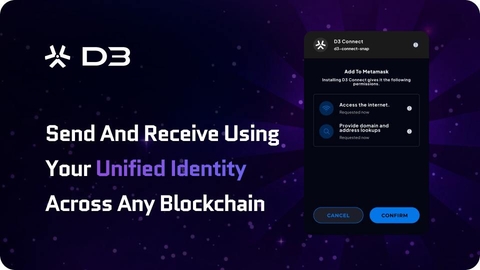 D3
Send And Receive Using
Your Unified Identity
Across Any Blockchain
D3 Connect
d3-connect-snap
Add To Metamask
Installing D3 Connect gives it the following
permissions.
Access the internet.
Requested now
Provide domain and
address lookups
Requested now
CANCEL
CONFIRM